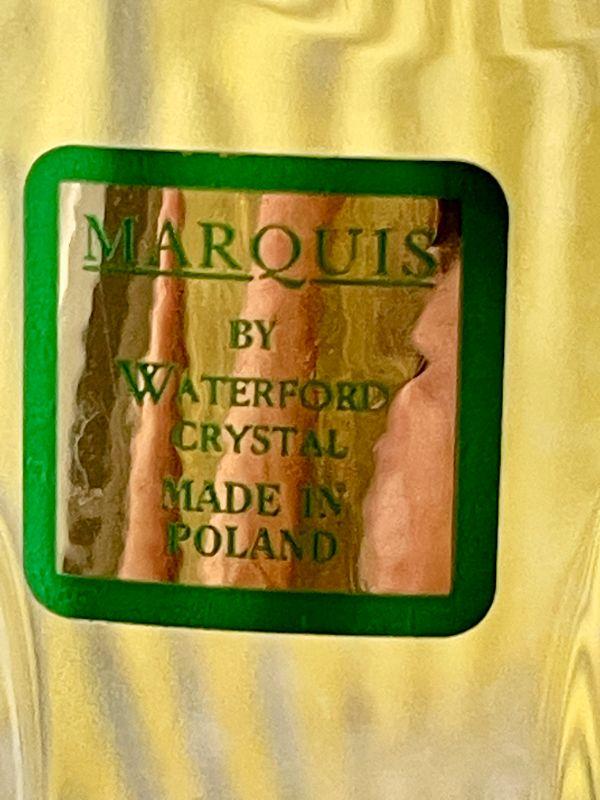 MARQUIS
BY
WATERFORD
CRYSTAL
MADE IN
POLAND